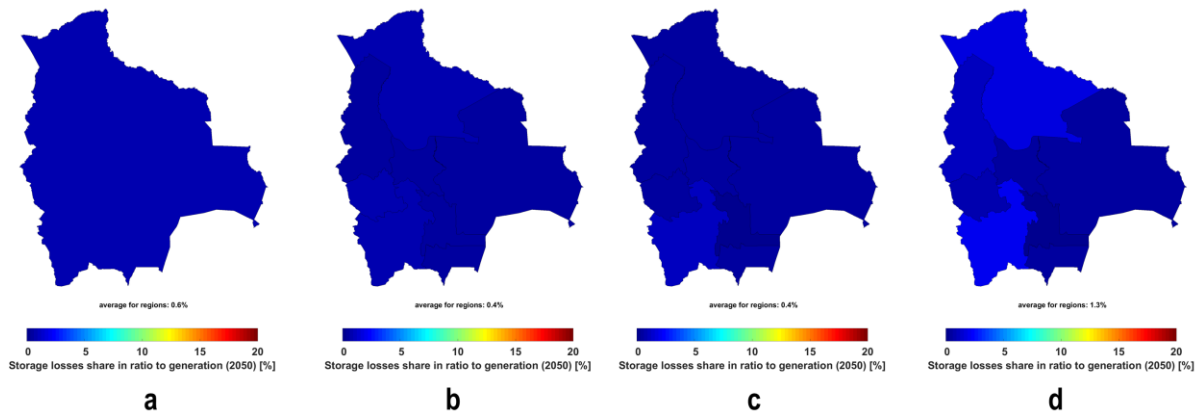 average for regions: 0.6%
average for regions: 0.4%
average for regions: 0.4%
average for regions: 1.3%
0 5 10 15 20
0 5 10 15 20
0 5 10 15 20
0 5 10 15 20
Storage losses share in ratio to generation (2050) [%]
Storage losses share in ratio to generation (2050) [%]
Storage losses share in ratio to generation (2050) [%]
Storage losses share in ratio to generation (2050) [%]
a
b
c
d